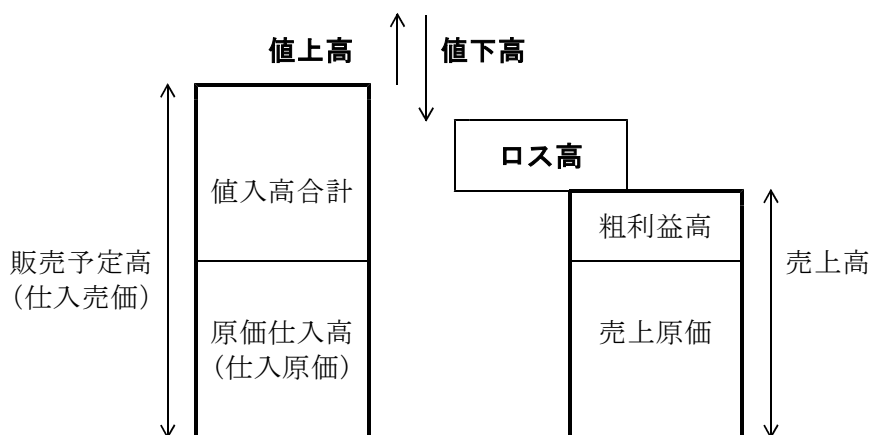 値上高
値下高
ロス高
値入高合計
粗利益高
販売予定高
（仕入売価）
売上高
原価仕入高
（仕入原価）
売上原価